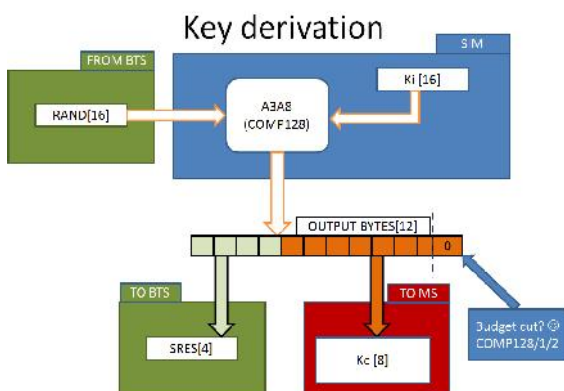 Key derivation
SIM
FROM BTS
Ki [16]
RAND[16]
A3A8
(COMP128)
OUTPUT BYTES[12]
0
TO BTS
TO MS
SRES[4]
Kc [8]
Budget cut? ☺
COMP128/1/2